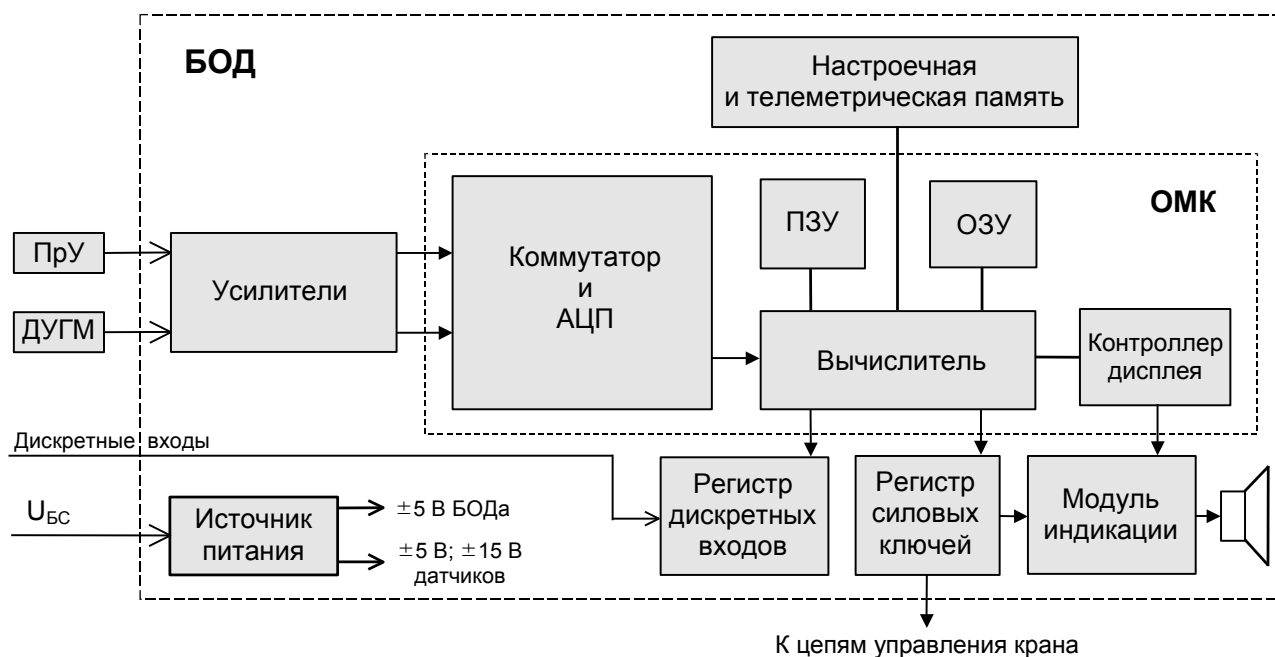 БОД
Настроечная
и телеметрическая память
ОМК
ПЗУ
ОЗУ
Коммутатор
и
АЦП
ПрУ
ДУГМ
Усилители
Вычислитель
Контроллер
дисплея
Дискретные входы
Регистр
дискретных
входов
Регистр
силовых
ключей
Модуль
индикации
UБС
Источник
питания
±5 В БОДа
±5 В; ±15 В
датчиков
К цепям управления крана